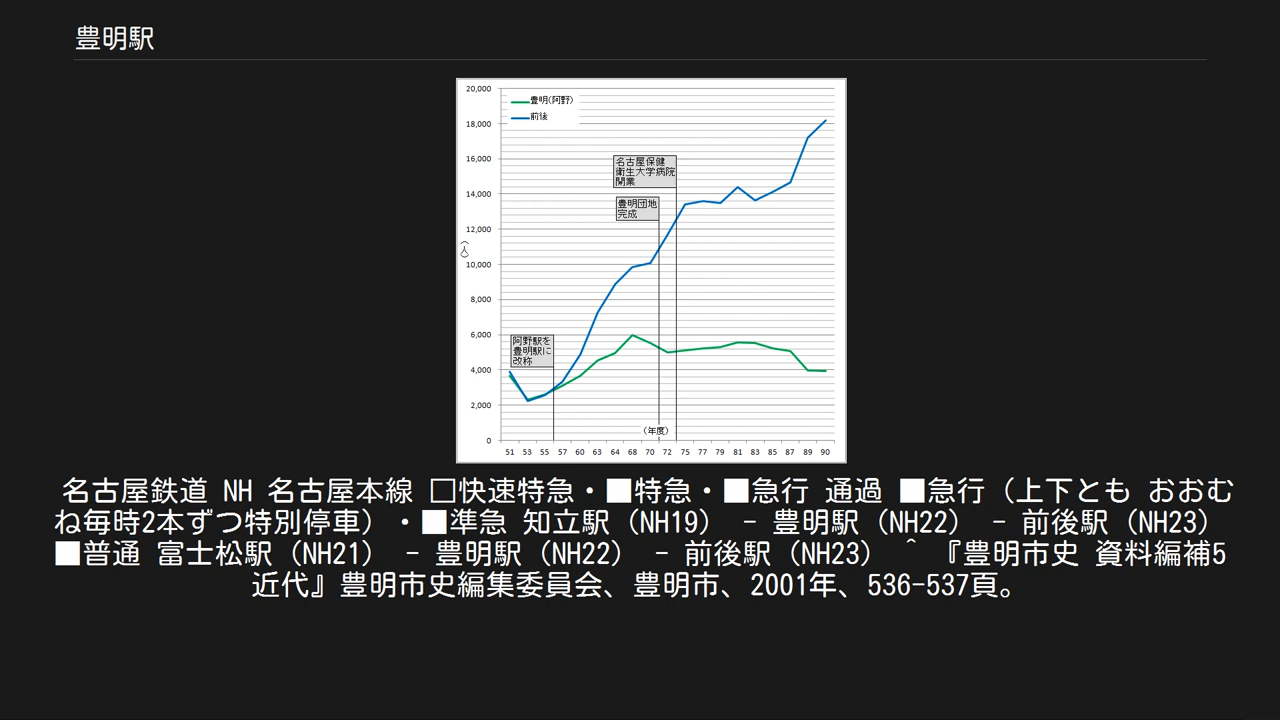 豊明駅
20,000
18,000
16,000
14,000
12,000
10,000
8,000
6,000
4,000
2,000
0
(人)
豊明(阿野)
前後
名古屋保健
衛生大学病院
開業
豊明団地
完成
阿野駅を
豊明駅に
改称
(年度)
51 53 55 57 60 63 64 68 70 72 75 77 79 81 83 85 87 89 90
名古屋鉄道 NH 名古屋本線 □快速特急・■特急・■急行 通過 ■急行（上下とも おおむ
ね毎時2本ずつ特別停車）・■準急 知立駅（NH19） - 豊明駅（NH22） - 前後駅（NH23）
■普通 富士松駅（NH21） - 豊明駅（NH22） - 前後駅（NH23） ^ 『豊明市史 資料編補5
近代』豊明市史編集委員会、豊明市、2001年、536-537頁。